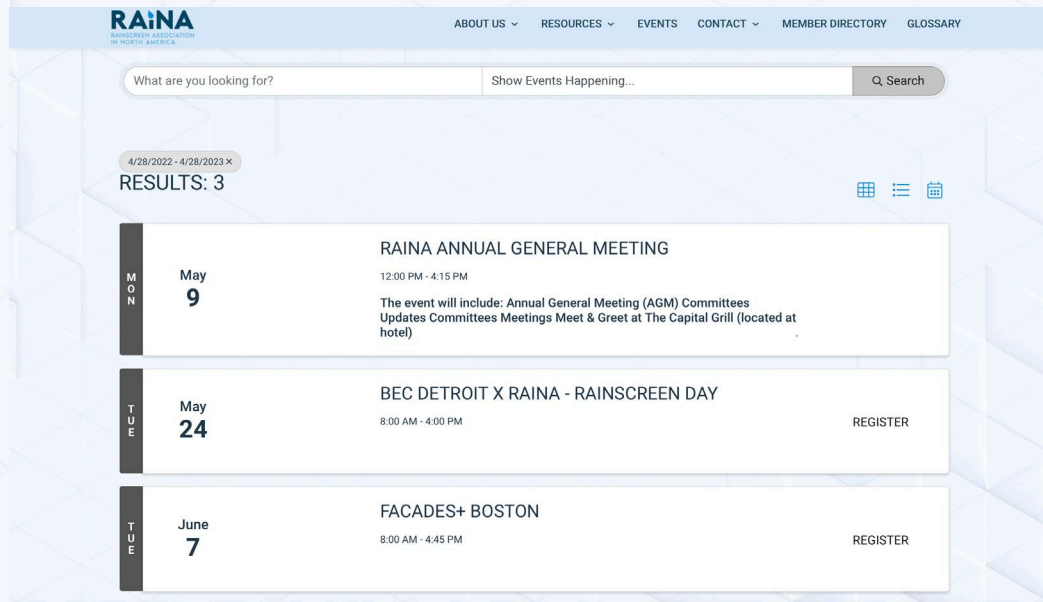 RAiNA
RAINSCREEN ASSOCIATION
IN NORTH AMERICA
ABOUT US RESOURCES EVENTS CONTACT MEMBER DIRECTORY GLOSSARY
What are you looking for? Show Events Happening... Search
4/28/2022 - 4/28/2023 ×
RESULTS: 3
MON
May
9
RAINA ANNUAL GENERAL MEETING
12:00 PM - 4:15 PM
The event will include: Annual General Meeting (AGM) Committees
Updates Committees Meetings Meet & Greet at The Capital Grill (located at
hotel) .
TUE
May
24
BEC DETROIT X RAINA - RAINSCREEN DAY
8:00 AM - 4:00 PM
REGISTER
TUE
June
7
FACADES+ BOSTON
8:00 AM - 4:45 PM
REGISTER